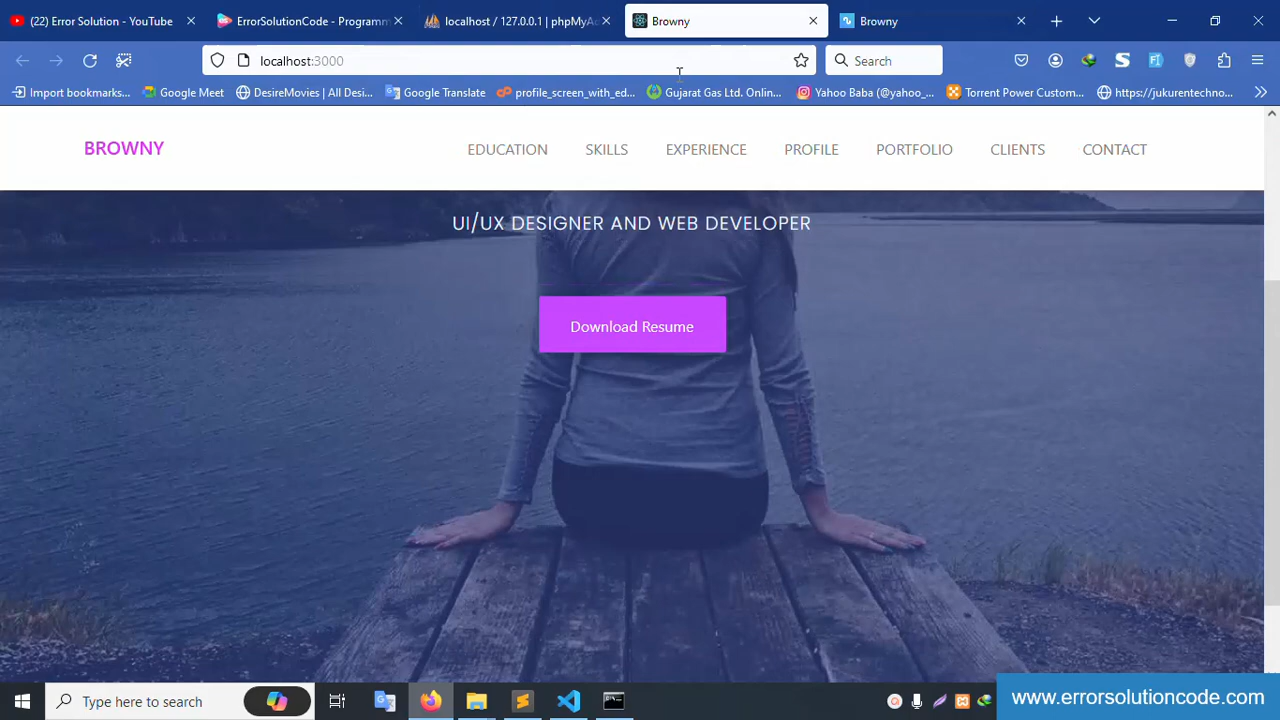 (22) Error Solution - YouTube
ErrorSolutionCode - Programm
localhost / 127.0.0.1 | phpMyAd
Browny
Browny
localhost:3000
Search
Import bookmarks...
Google Meet
DesireMovies | All Desi...
Google Translate
profile_screen_with_ed...
Gujarat Gas Ltd. Onlin...
Yahoo Baba (@yahoo_...
Torrent Power Custom...
https://jukurentechno...
BROWNY
EDUCATION
SKILLS
EXPERIENCE
PROFILE
PORTFOLIO
CLIENTS
CONTACT
UI/UX DESIGNER AND WEB DEVELOPER
Download Resume
Type here to search
www.errorsolutioncode.com